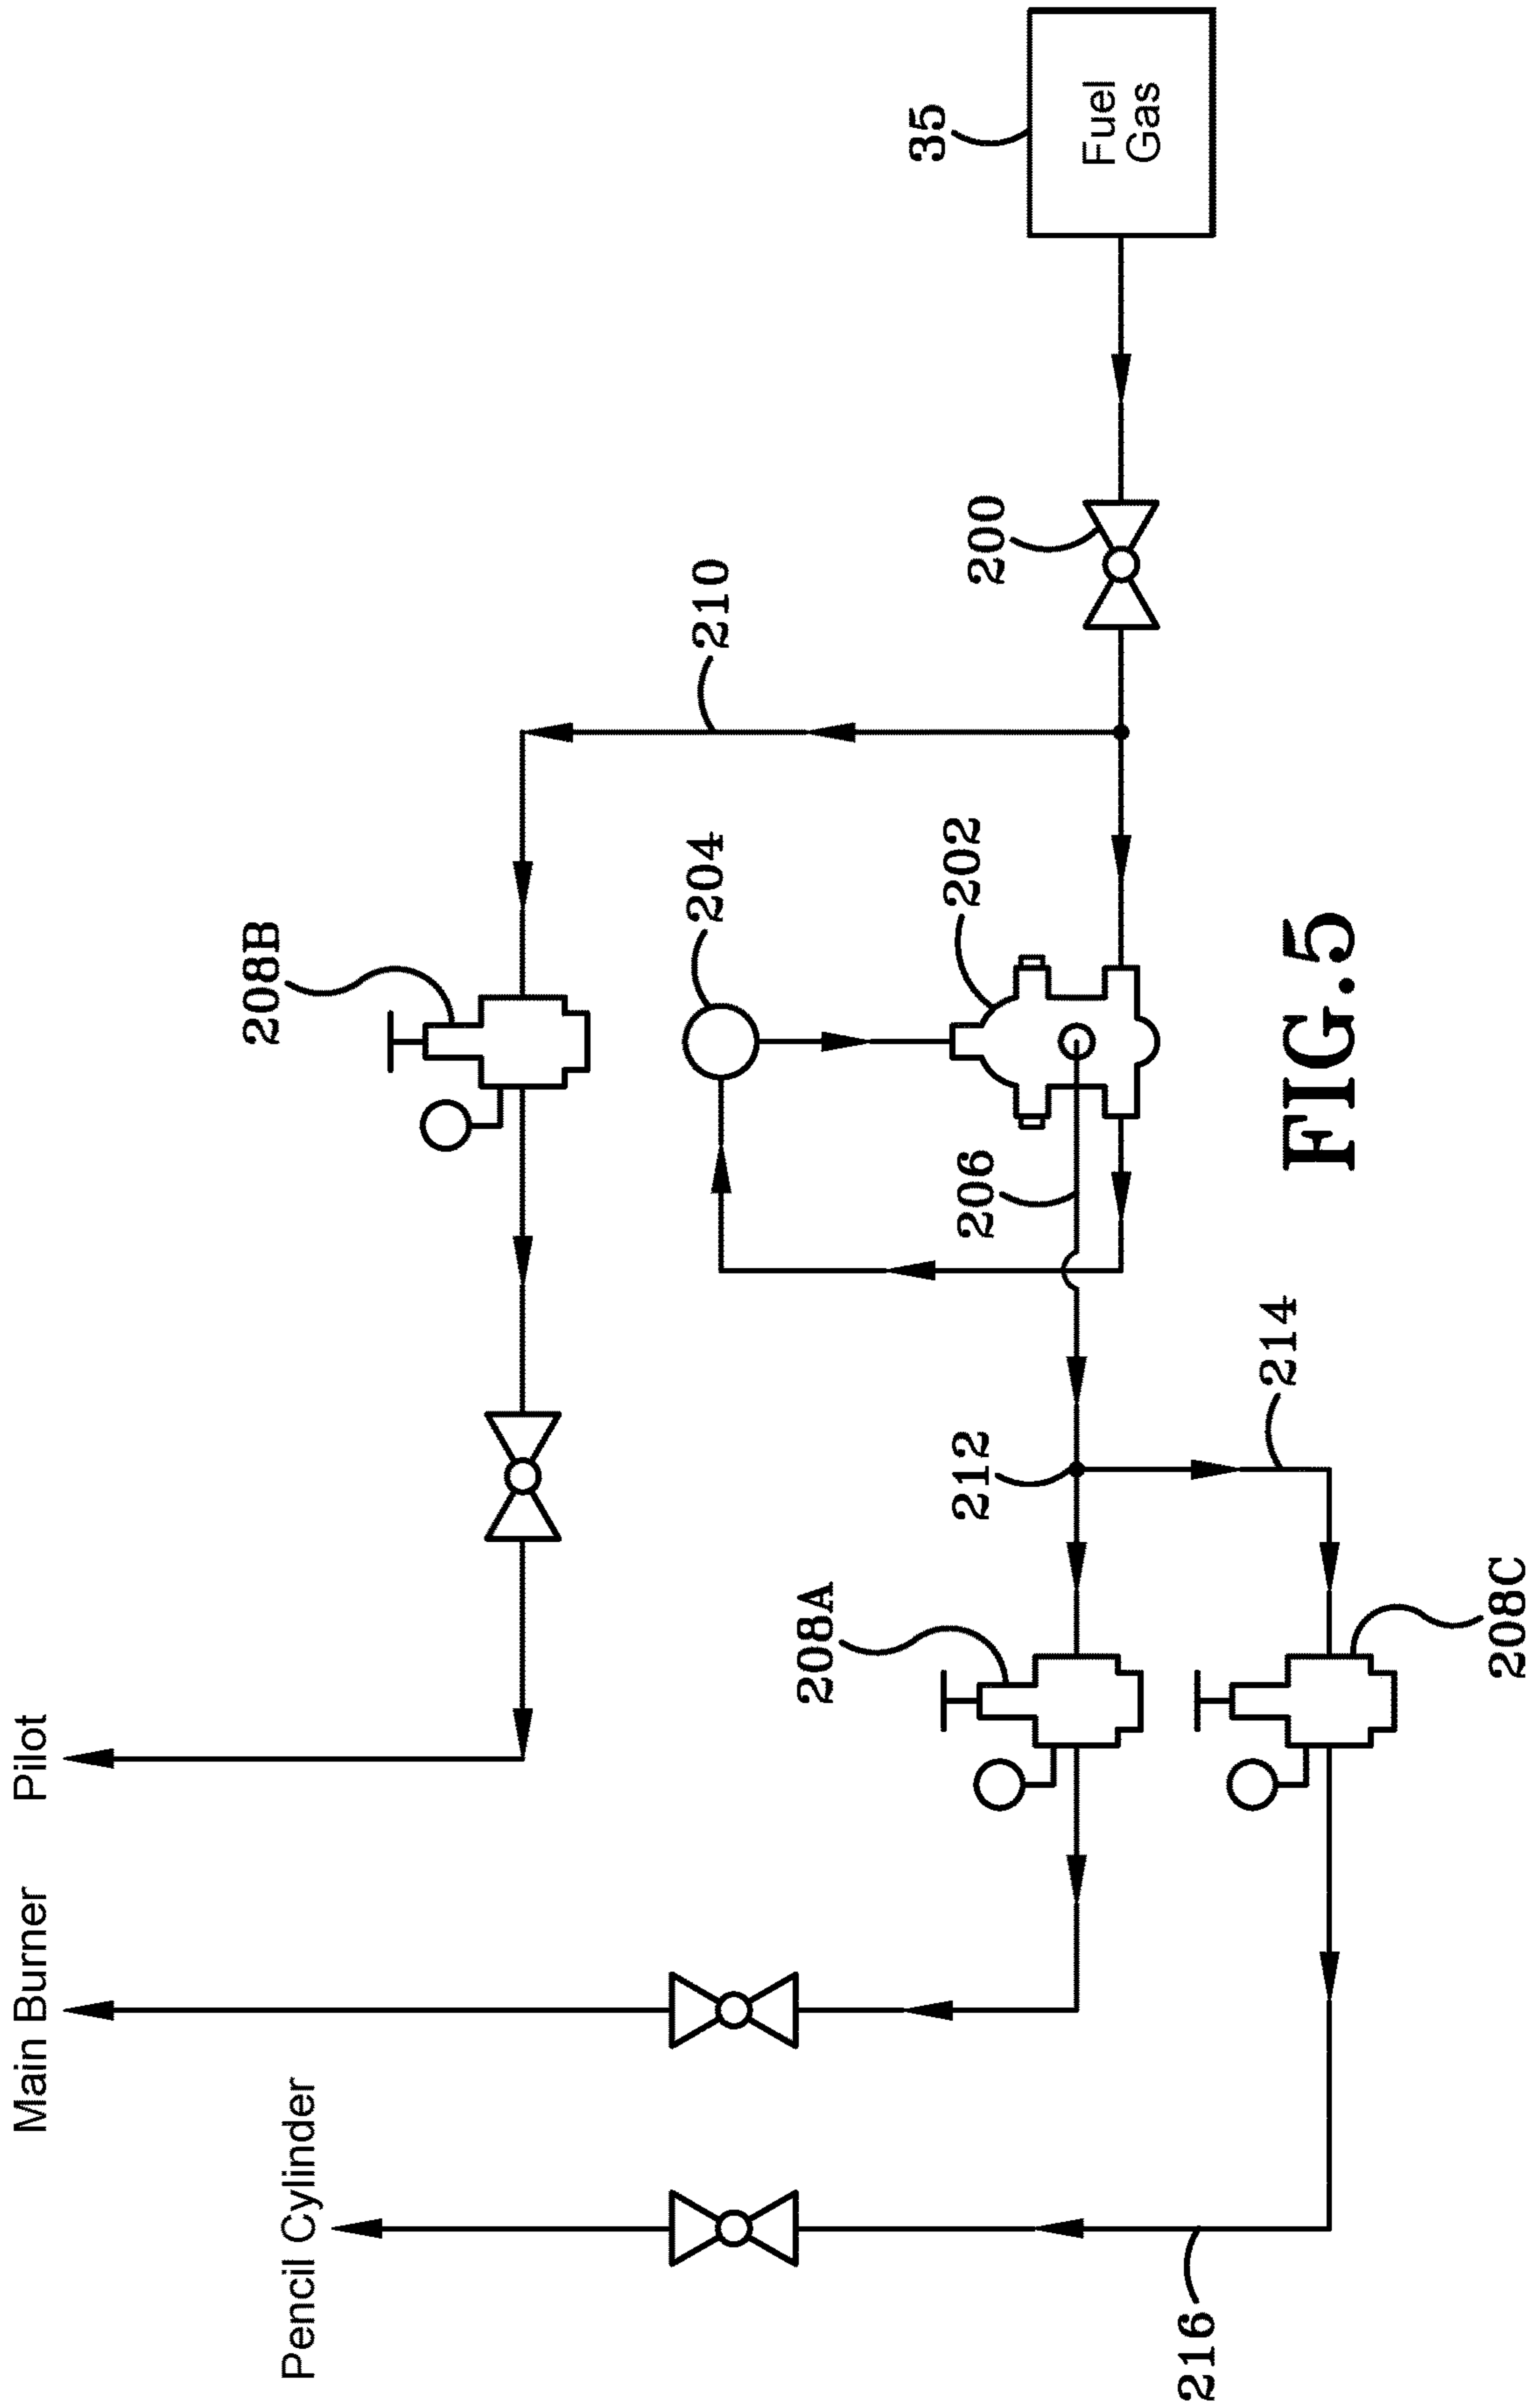 Pilot
Main Burner
Pencil Cylinder
208B
210
204
200
35
Fuel
Gas
202
206
212
208A
214
208C
216
FIG.5